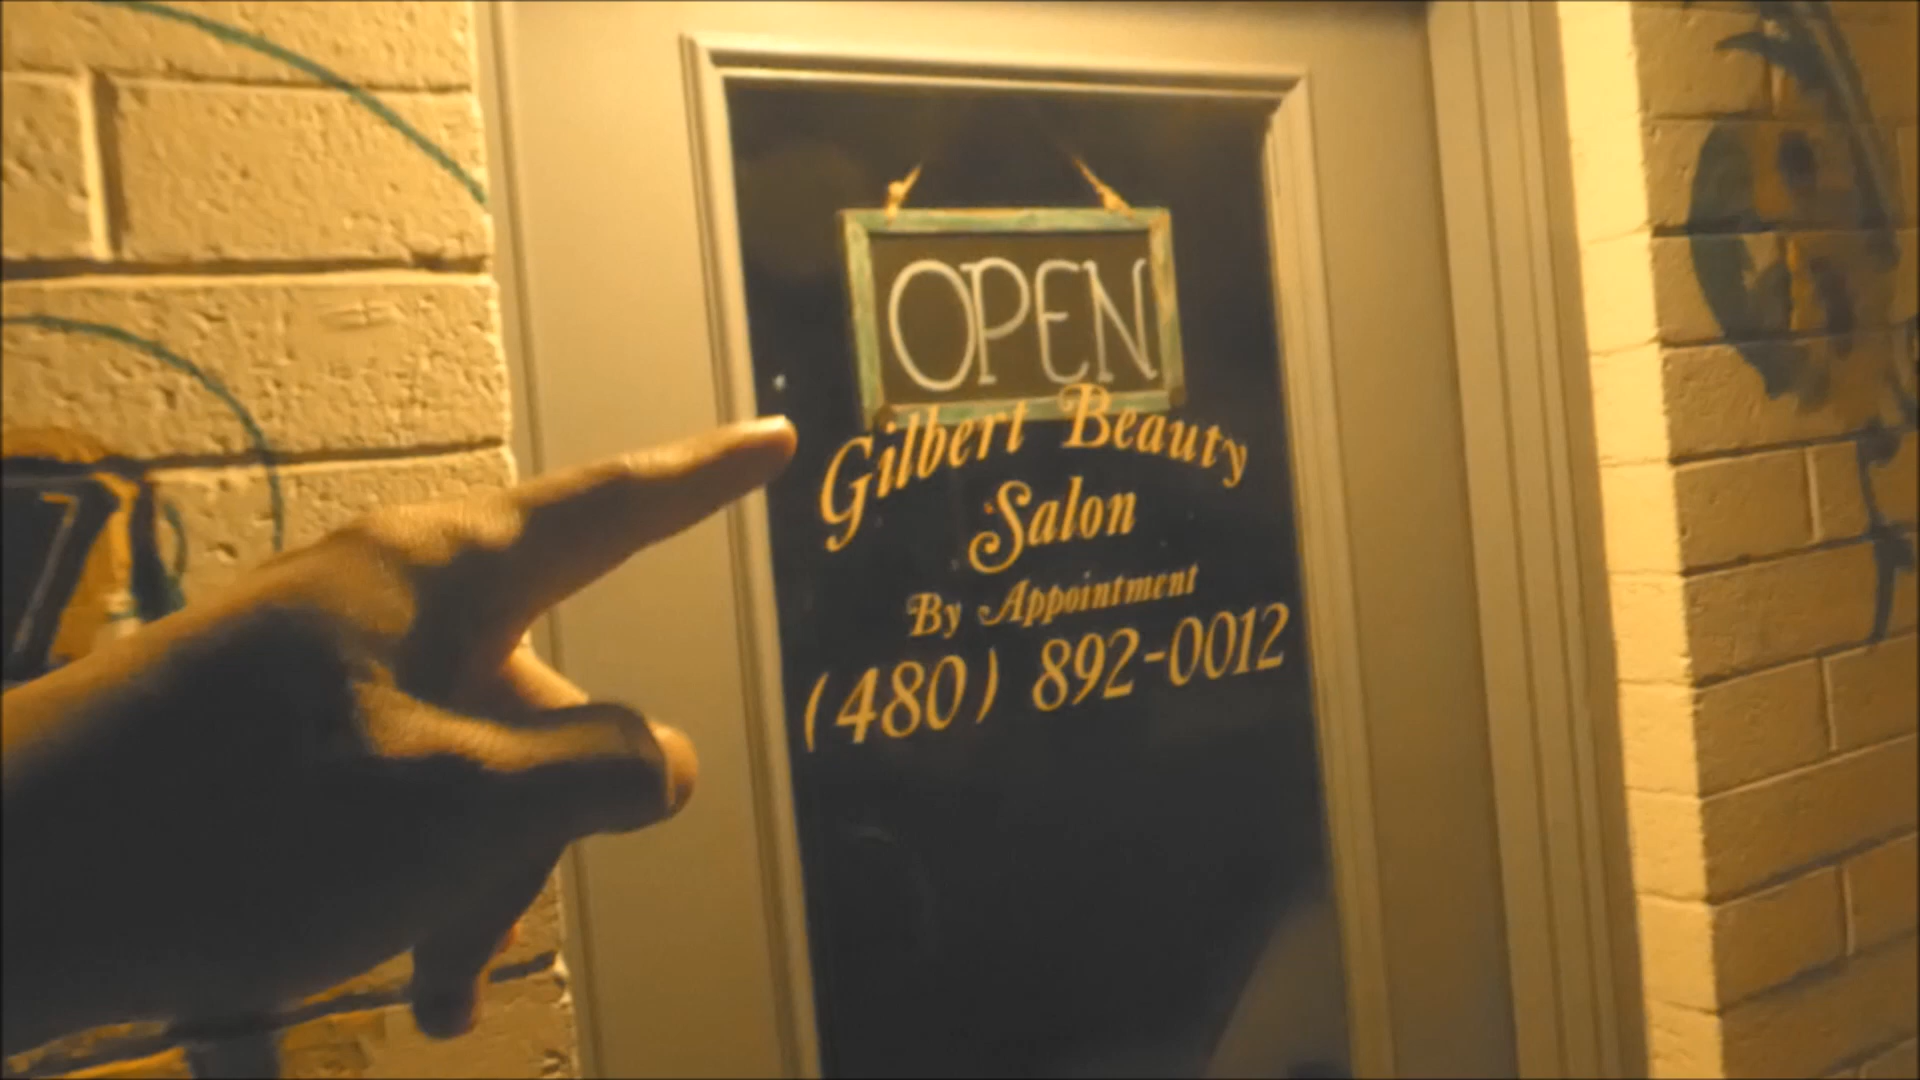 OPEN
Gilbert Beauty
Salon
By Appointment
(480) 892-0012